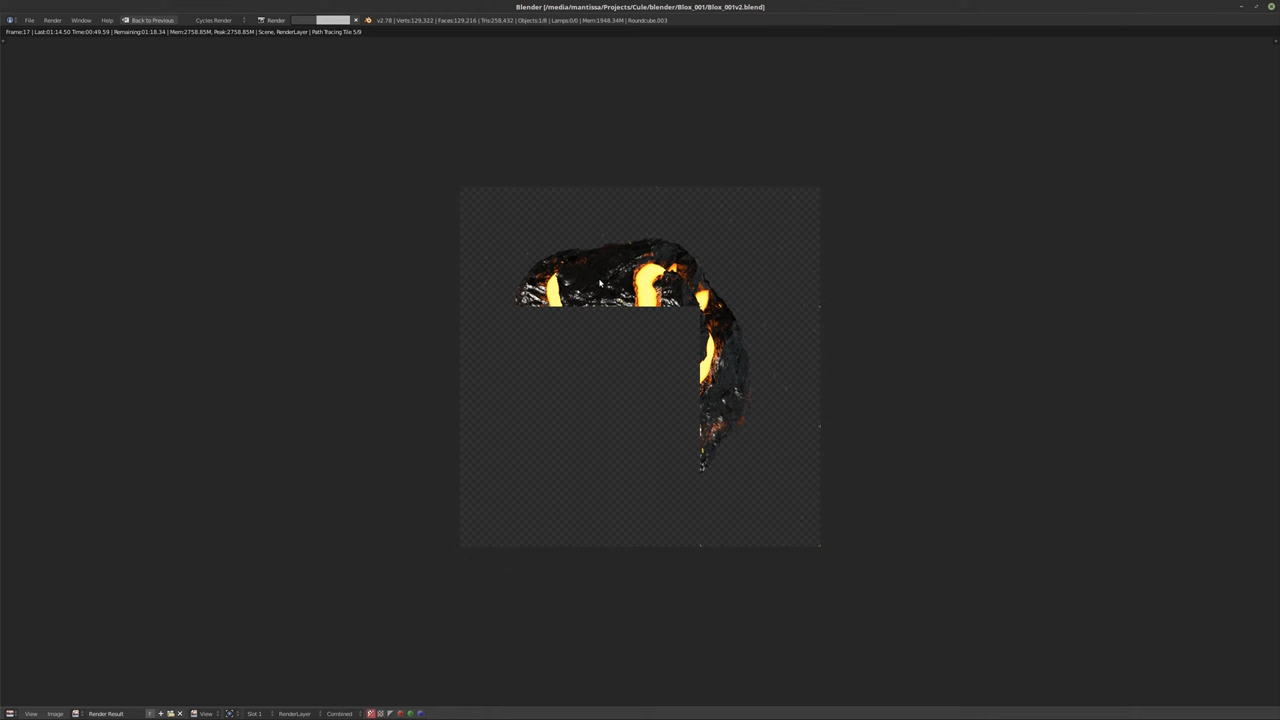 Blender [/media/mantissa/Projects/Cule/blender/Blox_001/Blox_001v2.blend]
File Render Window Help Back to Previous Cycles Render Render v2.78 | Verts:129,322 | Faces:129,216 | Tris:258,432 | Objects:1/8 | Lamps:0/0 | Mem:1948.34M | Roundcube.003
Frame:17 | Last:01:14.50 Time:00:49.59 | Remaining:01:18.34 | Mem:2758.85M, Peak:2758.85M | Scene, RenderLayer | Path Tracing Tile 5/9
View Image Render Result F View Slot 1 RenderLayer Combined